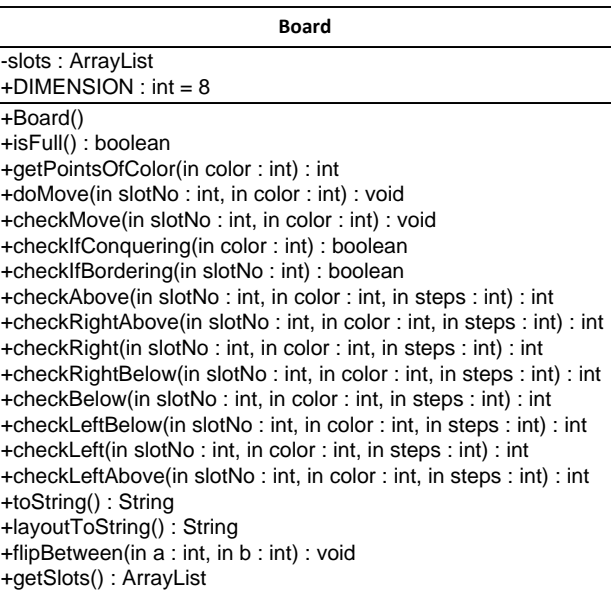 Board
-slots : ArrayList
+DIMENSION : int = 8
+Board()
+isFull() : boolean
+getPointsOfColor(in color : int) : int
+doMove(in slotNo : int, in color : int) : void
+checkMove(in slotNo : int, in color : int) : void
+checkIfConquering(in color : int) : boolean
+checkIfBordering(in slotNo : int) : boolean
+checkAbove(in slotNo : int, in color : int, in steps : int) : int
+checkRightAbove(in slotNo : int, in color : int, in steps : int) : int
+checkRight(in slotNo : int, in color : int, in steps : int) : int
+checkRightBelow(in slotNo : int, in color : int, in steps : int) : int
+checkBelow(in slotNo : int, in color : int, in steps : int) : int
+checkLeftBelow(in slotNo : int, in color : int, in steps : int) : int
+checkLeft(in slotNo : int, in color : int, in steps : int) : int
+checkLeftAbove(in slotNo : int, in color : int, in steps : int) : int
+toString() : String
+layoutToString() : String
+flipBetween(in a : int, in b : int) : void
+getSlots() : ArrayList